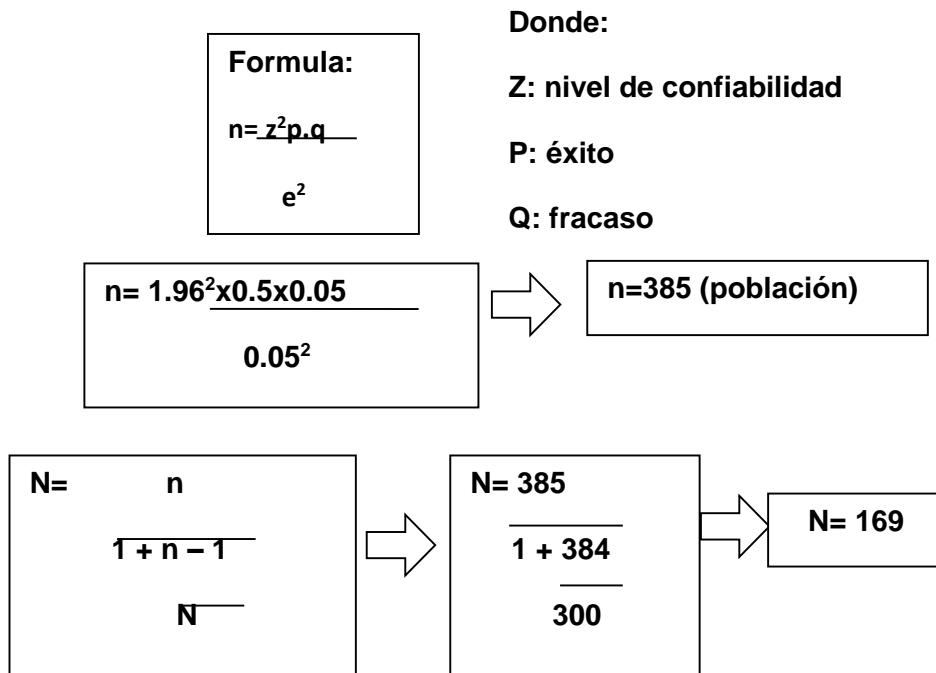 Formula:
n= z²p.q
e²
Donde:
Z: nivel de confiabilidad
P: éxito
Q: fracaso
n= 1.96²x0.5x0.05
0.05²
n=385 (población)
N= n
1 + n – 1
N
N= 385
1 + 384
300
N= 169